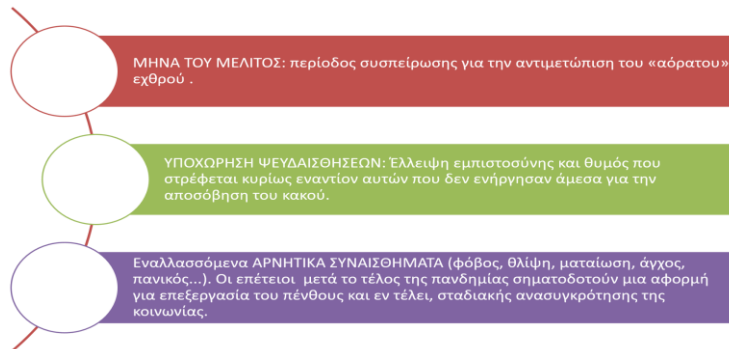 ΜΗΝΑ ΤΟΥ ΜΕΛΙΤΟΣ: περίοδος συσπείρωσης για την αντιμετώπιση του «αόρατου»
εχθρού .
ΥΠΟΧΩΡΗΣΗ ΨΕΥΔΑΙΣΘΗΣΕΩΝ: Έλλειψη εμπιστοσύνης και θυμός που
στρέφεται κυρίως εναντίον αυτών που δεν ενήργησαν άμεσα για την
αποσόβηση του κακού.
Εναλλασσόμενα ΑΡΝΗΤΙΚΑ ΣΥΝΑΙΣΘΗΜΑΤΑ (φόβος, θλίψη, ματαίωση, άγχος,
πανικός...). Οι επέτειοι μετά το τέλος της πανδημίας σηματοδοτούν μια αφορμή
για επεξεργασία του πένθους και εν τέλει, σταδιακής ανασυγκρότησης της
κοινωνίας.